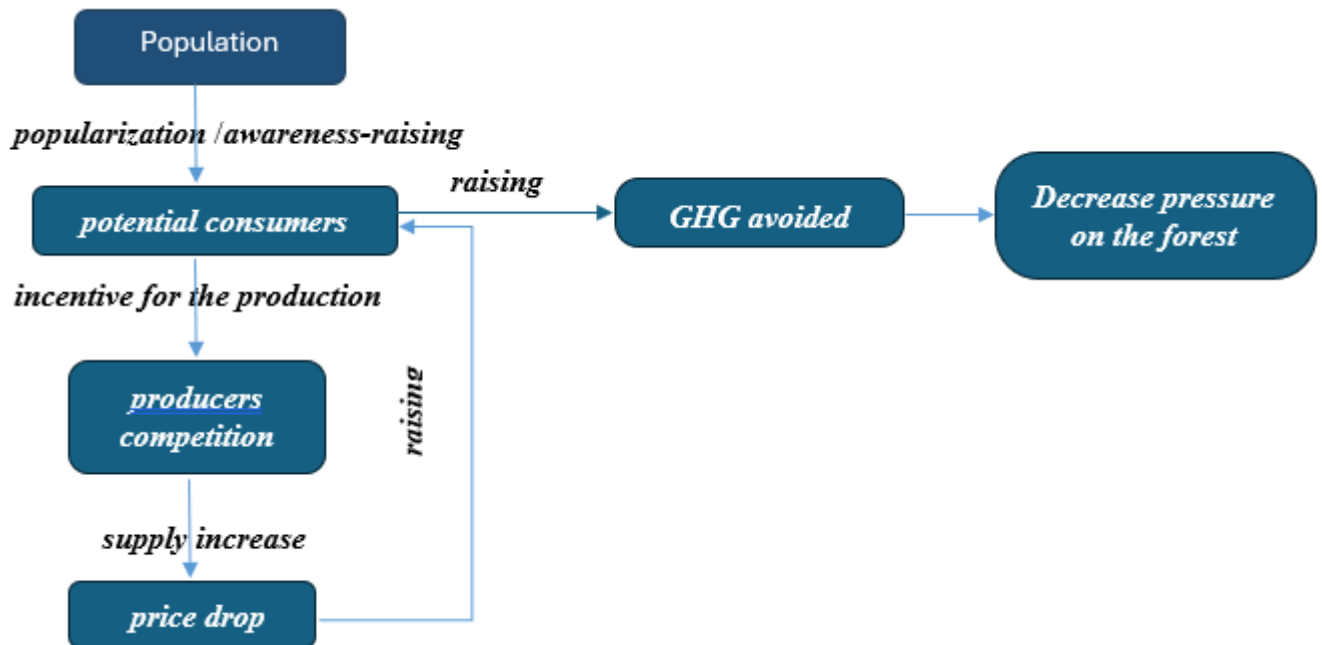 Population
popularization /awareness-raising
raising
potential consumers
GHG avoided
Decrease pressure
on the forest
incentive for the production
raising
producers
competition
supply increase
price drop